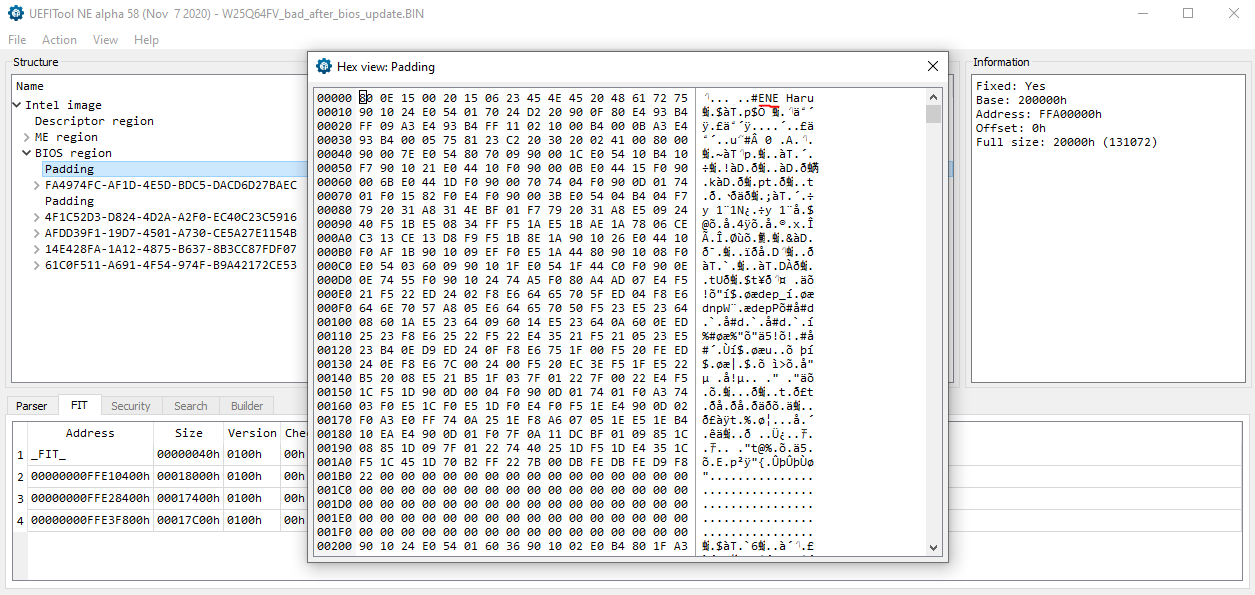 UEFITool NE alpha 58 (Nov 7 2020) - W25Q64FV_bad_after_bios_update.BIN
File Action View Help
Structure
Name
Intel image
Descriptor region
ME region
BIOS region
Padding
FA4974FC-AF1D-4E5D-BDC5-DACD6D27BAEC
Padding
4F1C52D3-D824-4D2A-A2F0-EC40C23C5916
AFDD39F1-19D7-4501-A730-CE5A27E1154B
14E428FA-1A12-4875-B637-8B3CC87FDF07
61C0F511-A691-4F54-974F-B9A42172CE53
Hex view: Padding
00000 80 0E 15 00 20 15 06 23 45 4E 45 20 48 61 72 75
00010 90 10 24 E0 54 01 70 24 D2 20 90 0F 80 E4 93 B4
00020 FF 09 A3 E4 93 B4 FF 11 02 10 00 B4 00 0B A3 E4
00030 93 B4 00 05 75 81 23 C2 20 30 20 02 41 00 80 00
00040 90 00 7E E0 54 80 70 09 90 00 1C E0 54 10 B4 10
00050 F7 90 10 21 E0 44 10 F0 90 00 0B E0 44 15 F0 90
00060 00 6B E0 44 1D F0 90 00 70 74 04 F0 90 0D 01 74
00070 01 F0 15 82 F0 E4 F0 90 00 3B E0 54 04 B4 04 F7
00080 79 20 31 A8 31 4E BF 01 F7 79 20 31 A8 E5 09 24
00090 40 F5 1B E5 08 34 FF F5 1A E5 1B AE 1A 78 06 CE
000A0 C3 13 CE 13 D8 F9 F5 1B 8E 1A 90 10 26 E0 44 10
000B0 F0 AF 1B 90 10 09 EF F0 E5 1A 44 80 90 10 08 F0
000C0 E0 54 03 60 09 90 10 1F E0 54 1F 44 C0 F0 90 0E
000D0 0E 74 55 F0 90 10 24 74 A5 F0 80 A4 AD 07 E4 F5
000E0 21 F5 22 ED 24 02 F8 E6 64 65 70 5F ED 04 F8 E6
000F0 64 6E 70 57 A8 05 E6 64 65 70 50 F5 23 E5 23 64
00100 08 60 1A E5 23 64 09 60 14 E5 23 64 0A 60 0E ED
00110 25 23 F8 E6 25 22 F5 22 E4 35 21 F5 21 05 23 E5
00120 23 B4 0E D9 ED 24 0F F8 E6 75 1F 00 F5 20 FE ED
00130 24 0E F8 E6 7C 00 24 00 F5 20 EC 3E F5 1F E5 22
00140 B5 20 08 E5 21 B5 1F 03 7F 01 22 7F 00 22 E4 F5
00150 1C F5 1D 90 0D 00 04 F0 90 0D 01 74 01 F0 A3 74
00160 03 F0 E5 1C F0 E5 1D F0 E4 F0 F5 1E E4 90 0D 02
00170 F0 A3 E0 FF 74 0A 25 1E F8 A6 07 05 1E E5 1E B4
00180 10 EA E4 90 0D 01 F0 7F 0A 11 DC BF 01 09 85 1C
00190 08 85 1D 09 7F 01 22 74 40 25 1D F5 1D E4 35 1C
001A0 F5 1C 45 1D 70 B2 FF 22 7B 00 DB FE DB FE D9 F8
001B0 22 00 00 00 00 00 00 00 00 00 00 00 00 00 00 00
001C0 00 00 00 00 00 00 00 00 00 00 00 00 00 00 00 00
001D0 00 00 00 00 00 00 00 00 00 00 00 00 00 00 00 00
001E0 00 00 00 00 00 00 00 00 00 00 00 00 00 00 00 00
001F0 00 00 00 00 00 00 00 00 00 00 00 00 00 00 00 00
00200 90 10 24 E0 54 01 60 36 90 10 02 E0 B4 80 1F A3
#ENE Haru
Information
Fixed: Yes
Base: 200000h
Address: FFA00000h
Offset: 0h
Full size: 20000h (131072)
Parser FIT Security Search Builder
Address Size Version Che
1 _FIT_ 00000040h 0100h 00h
2 00000000FFE10400h 00018000h 0100h 00h
3 00000000FFE28400h 00017400h 0100h 00h
4 00000000FFE3F800h 00017C00h 0100h 00h